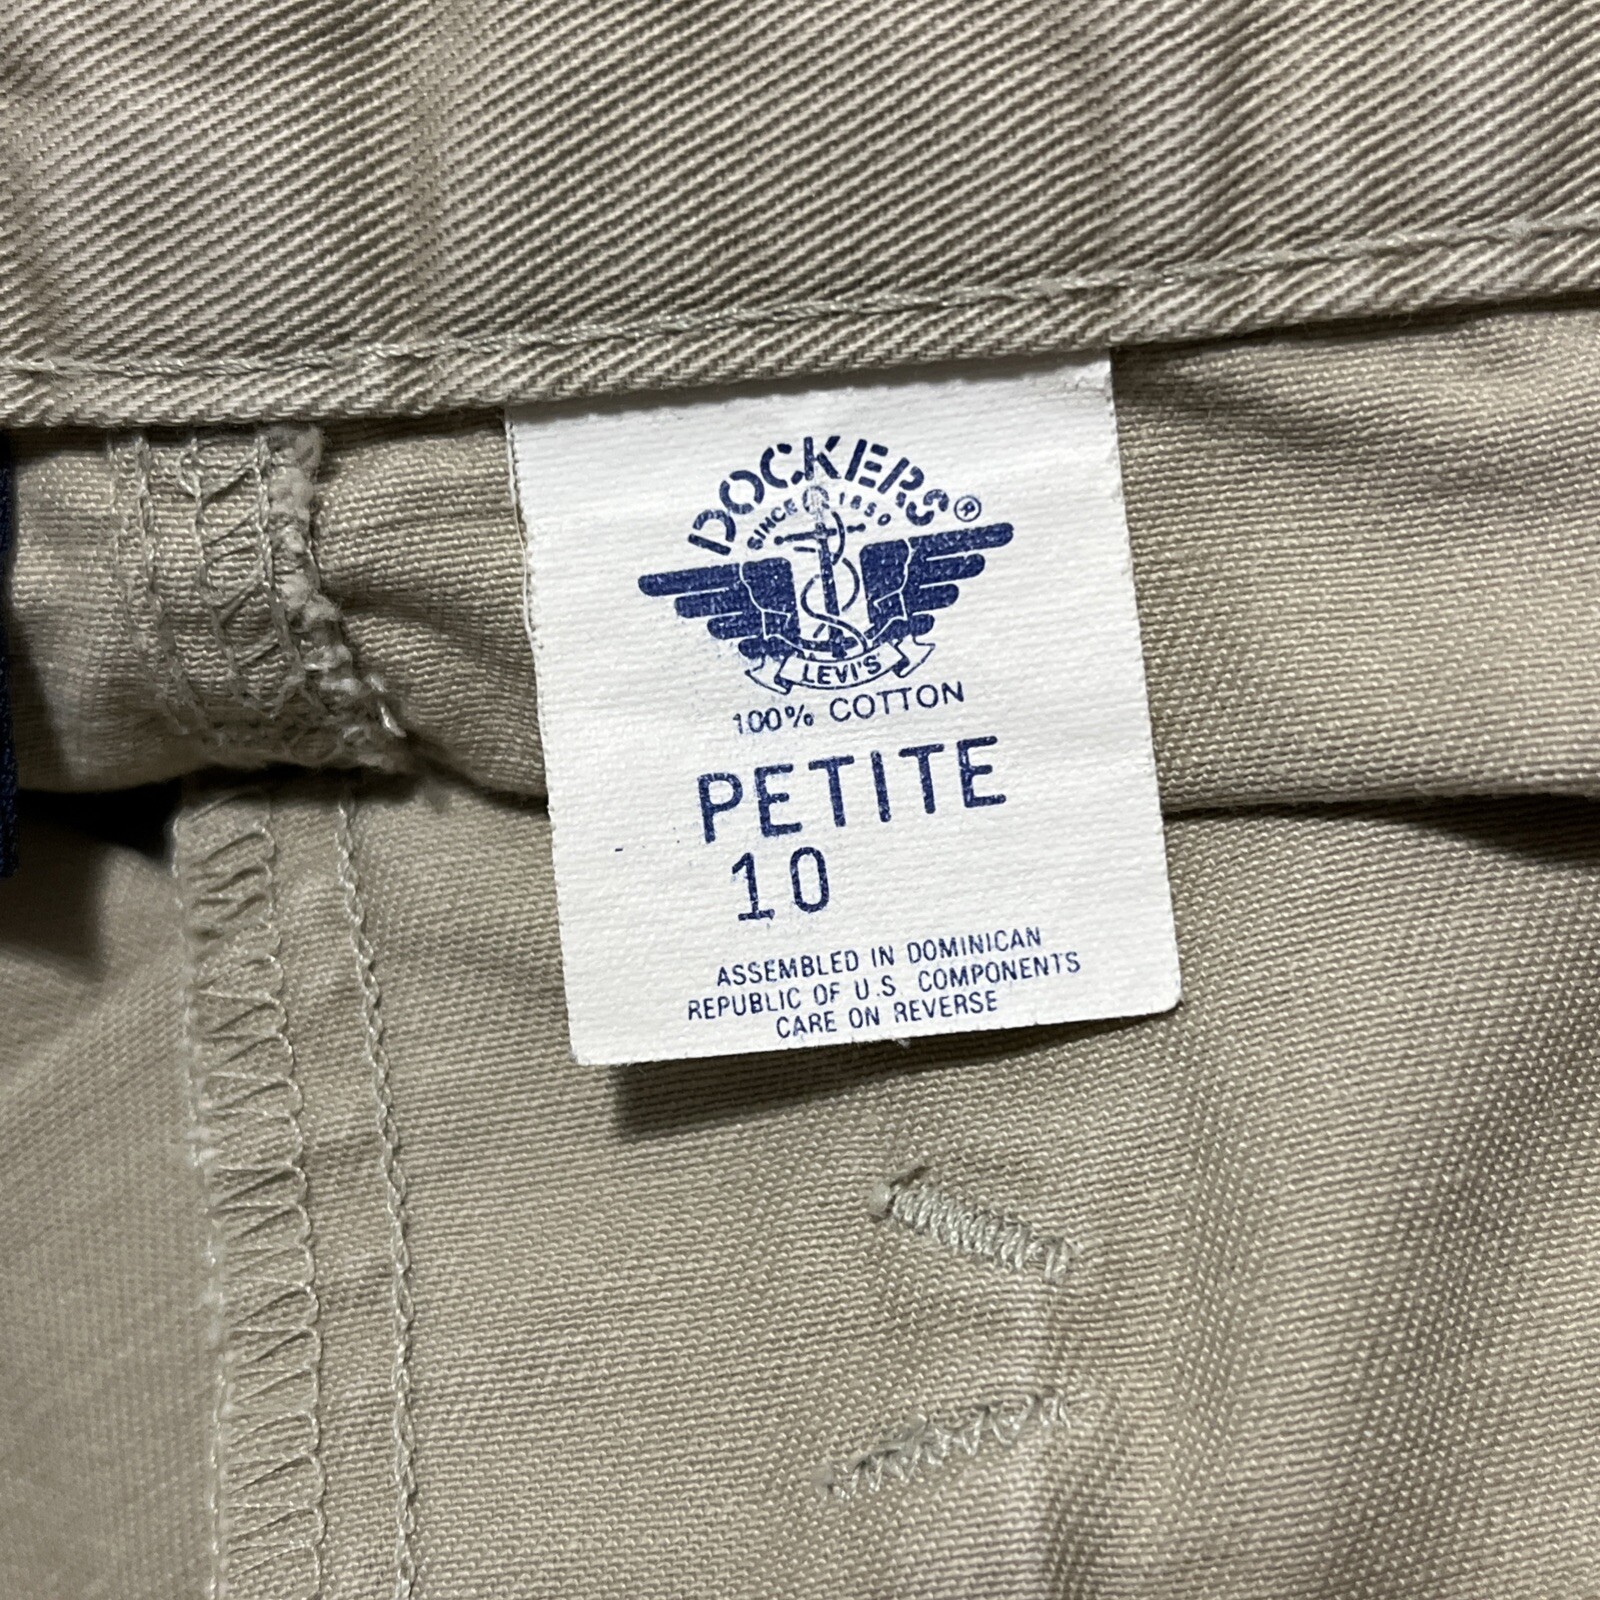 DOCKERS®
SINCE 1850
LEVI'S
100% COTTON
PETITE
10
ASSEMBLED IN DOMINICAN
REPUBLIC OF U.S. COMPONENTS
CARE ON REVERSE